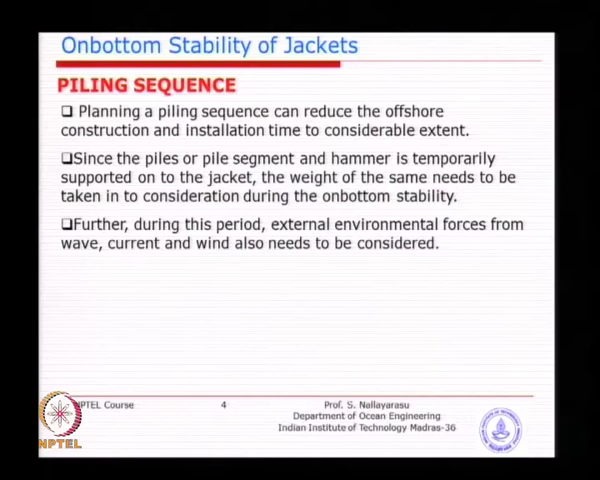 Onbottom Stability of Jackets
PILING SEQUENCE
❑ Planning a piling sequence can reduce the offshore
construction and installation time to considerable extent.
❑Since the piles or pile segment and hammer is temporarily
supported on to the jacket, the weight of the same needs to be
taken in to consideration during the onbottom stability.
❑Further, during this period, external environmental forces from
wave, current and wind also needs to be considered.
NPTEL Course
4
Prof. S. Nallayarasu
Department of Ocean Engineering
Indian Institute of Technology Madras-36
NPTEL